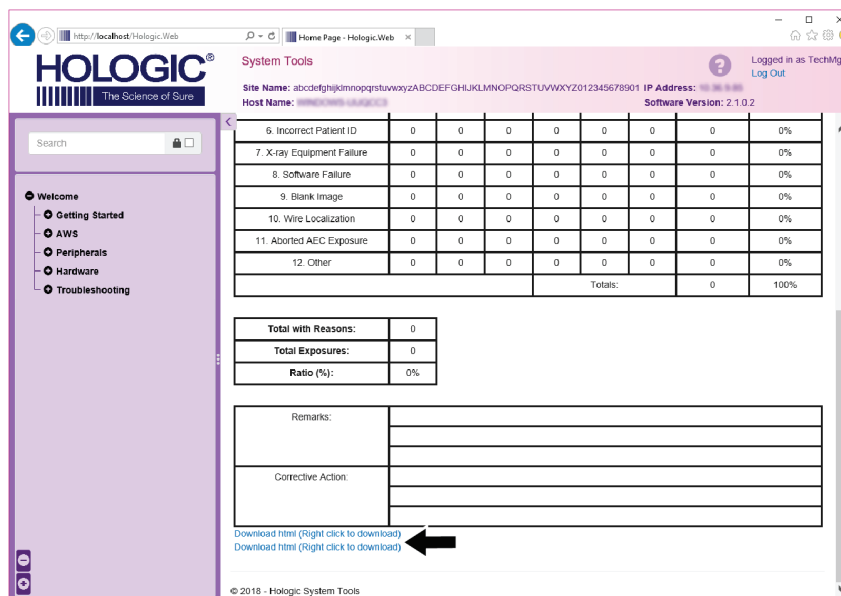 http://localhost/Hologic.Web
Home Page - Hologic.Web
HOLOGIC®
The Science of Sure
System Tools
Logged in as TechMg
Log Out
Site Name: abcdefghijklmnopqrstuvwxyzABCDEFGHIJKLMNOPQRSTUVWXYZ012345678901 IP Address:
Host Name:
Software Version: 2.1.0.2
Search
Welcome
Getting Started
AWS
Peripherals
Hardware
Troubleshooting
6. Incorrect Patient ID 0 0 0 0 0 0 0 0%
7. X-ray Equipment Failure 0 0 0 0 0 0 0 0%
8. Software Failure 0 0 0 0 0 0 0 0%
9. Blank Image 0 0 0 0 0 0 0 0%
10. Wire Localization 0 0 0 0 0 0 0 0%
11. Aborted AEC Exposure 0 0 0 0 0 0 0 0%
12. Other 0 0 0 0 0 0 0 0%
Totals: 0 100%
Total with Reasons: 0
Total Exposures: 0
Ratio (%): 0%
Remarks:
Corrective Action:
Download html (Right click to download)
Download html (Right click to download)
© 2018 - Hologic System Tools